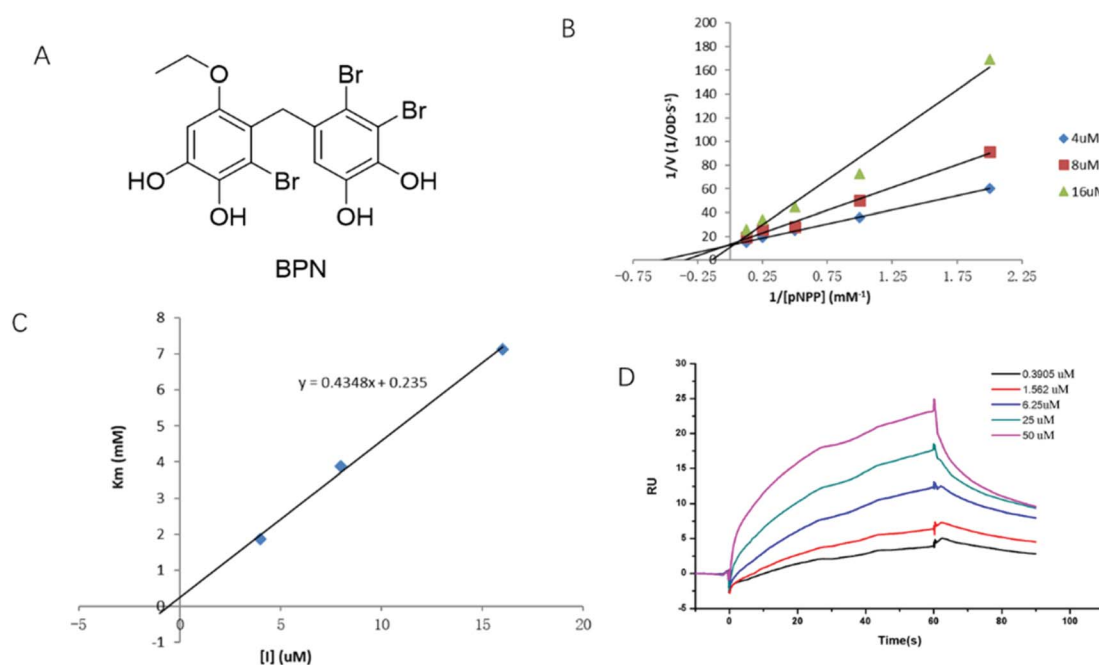 A
O
Br
Br
HO
Br
OH
OH
OH
BPN
B
200
180
160
140
120
100
80
60
40
20
0
-0.75 -0.25 0.25 0.75 1.25 1.75 2.25
1/V (1/OD·S⁻¹)
1/[pNPP] (mM⁻¹)
4uM
8uM
16uM
C
8
7
6
5
4
3
2
1
0
-1
-5 0 5 10 15 20
y = 0.4348x + 0.235
Km (mM)
[I] (uM)
D
30
25
20
15
10
5
0
-5
0 20 40 60 80 100
RU
Time(s)
0.3905 uM
1.562 uM
6.25uM
25 uM
50 uM